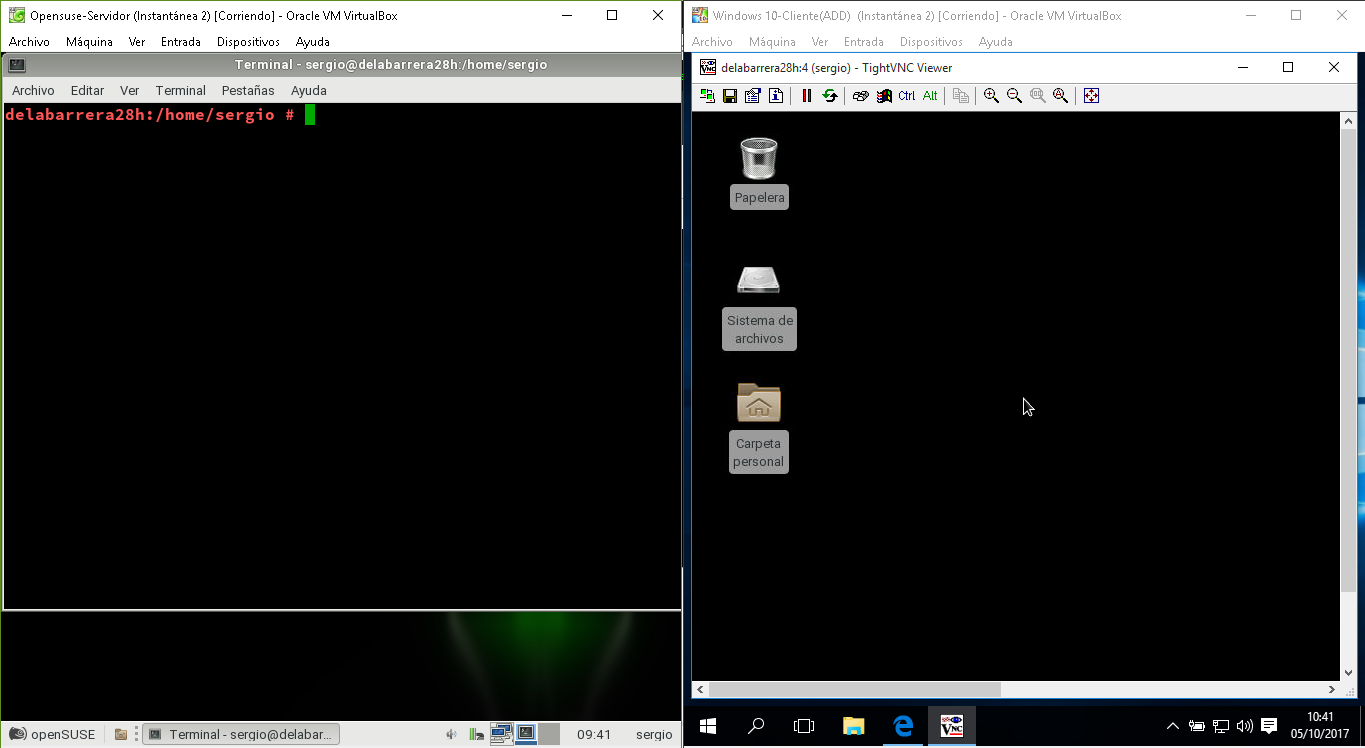 Opensuse-Servidor (Instantánea 2) [Corriendo] - Oracle VM VirtualBox
Archivo Máquina Ver Entrada Dispositivos Ayuda
Terminal - sergio@delabarrera28h:/home/sergio
Archivo Editar Ver Terminal Pestañas Ayuda
delabarrera28h:/home/sergio #
openSUSE
Terminal - sergio@delabar...
09:41
sergio
Windows 10-Cliente(ADD) (Instantánea 2) [Corriendo] - Oracle VM VirtualBox
Archivo Máquina Ver Entrada Dispositivos Ayuda
delabarrera28h:4 (sergio) - TightVNC Viewer
Ctrl Alt
Papelera
Sistema de
archivos
Carpeta
personal
VNC
10:41
05/10/2017